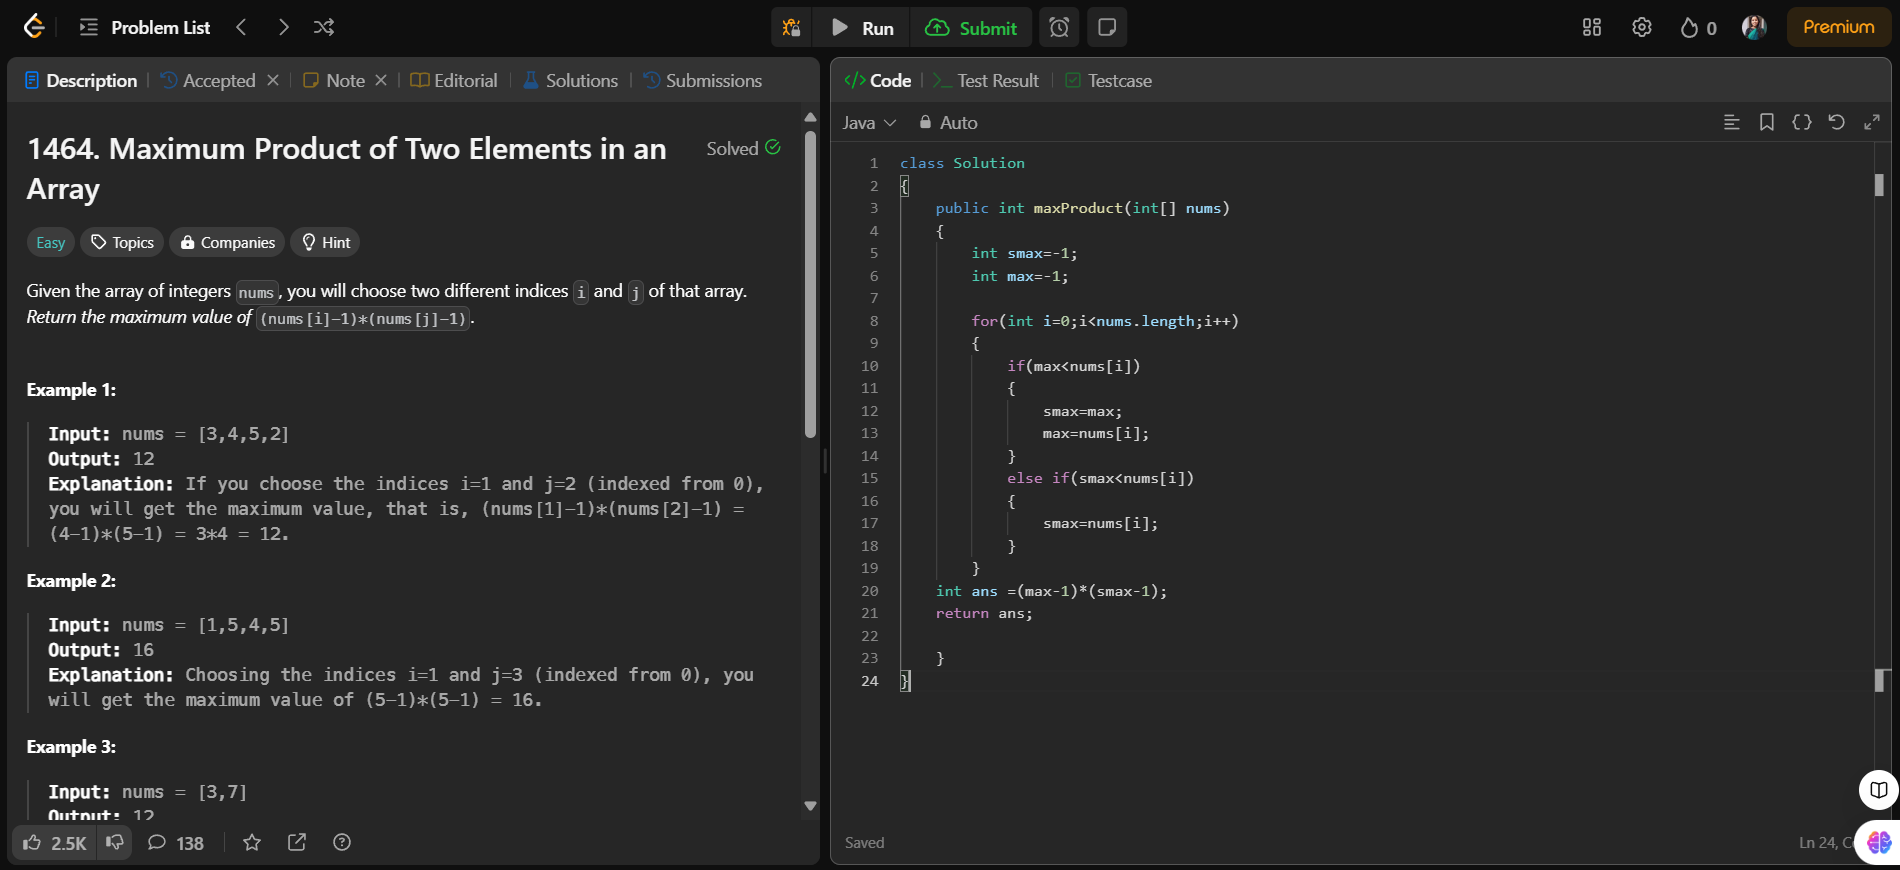 Problem List
Run
Submit
0
Premium
Description
Accepted
Note
Editorial
Solutions
Submissions
1464. Maximum Product of Two Elements in an
Array
Solved
Easy
Topics
Companies
Hint
Given the array of integers nums, you will choose two different indices i and j of that array.
Return the maximum value of (nums[i]-1)*(nums[j]-1).
Example 1:
Input: nums = [3,4,5,2]
Output: 12
Explanation: If you choose the indices i=1 and j=2 (indexed from 0),
you will get the maximum value, that is, (nums[1]-1)*(nums[2]-1) =
(4-1)*(5-1) = 3*4 = 12.
Example 2:
Input: nums = [1,5,4,5]
Output: 16
Explanation: Choosing the indices i=1 and j=3 (indexed from 0), you
will get the maximum value of (5-1)*(5-1) = 16.
Example 3:
Input: nums = [3,7]
Output: 12
2.5K
138
</> Code
Test Result
Testcase
Java
Auto
1 class Solution
2 {
3 public int maxProduct(int[] nums)
4 {
5 int smax=-1;
6 int max=-1;
7
8 for(int i=0;i<nums.length;i++)
9 {
10 if(max<nums[i])
11 {
12 smax=max;
13 max=nums[i];
14 }
15 else if(smax<nums[i])
16 {
17 smax=nums[i];
18 }
19 }
20 int ans =(max-1)*(smax-1);
21 return ans;
22
23 }
24 }
Saved
Ln 24,